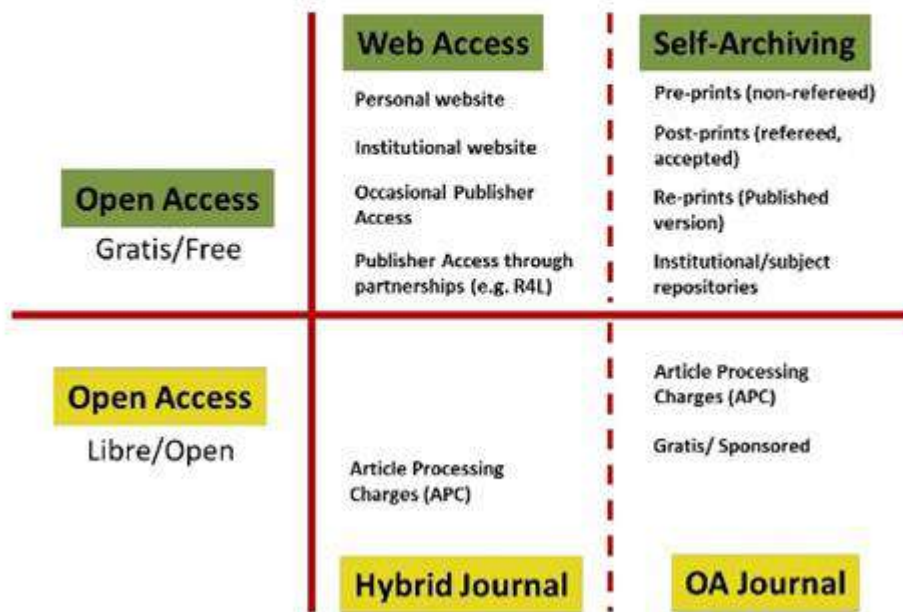 Web Access
Self-Archiving
Personal website
Institutional website
Occasional Publisher
Access
Publisher Access through
partnerships (e.g. R4L)
Pre-prints (non-refereed)
Post-prints (refereed,
accepted)
Re-prints (Published
version)
Institutional/subject
repositories
Open Access
Gratis/Free
Open Access
Libre/Open
Article Processing
Charges (APC)
Hybrid Journal
Article Processing
Charges (APC)
Gratis/ Sponsored
OA Journal